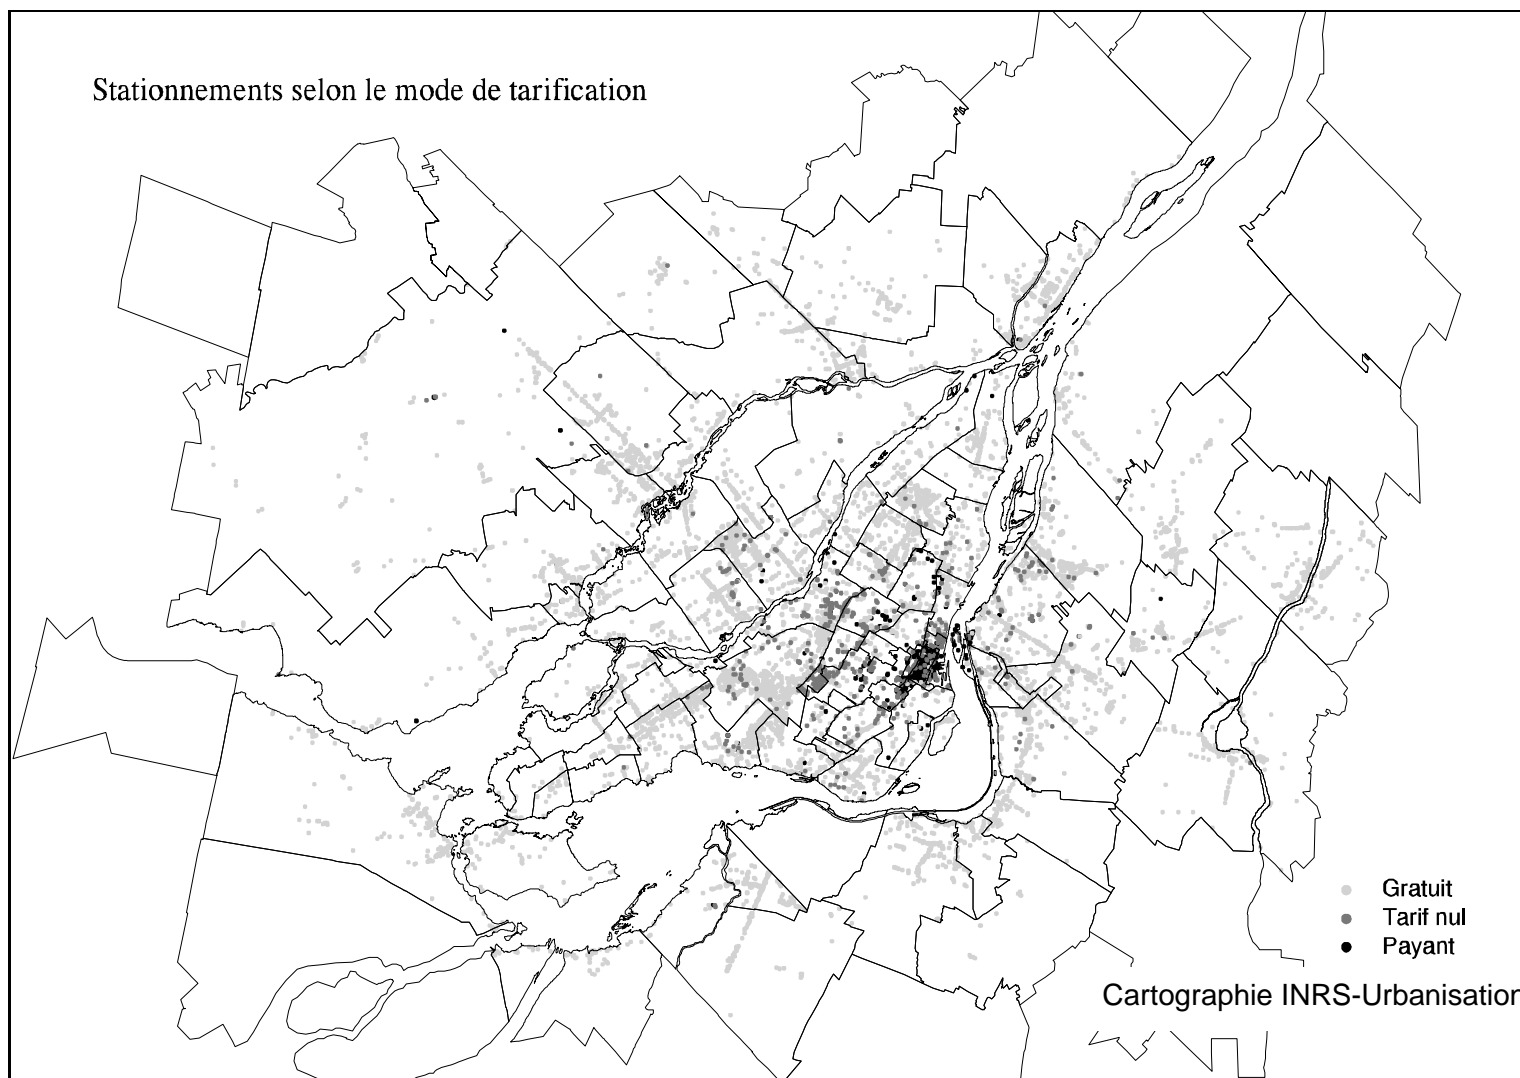 Stationnements selon le mode de tarification
Gratuit
Tarif nul
Payant
Cartographie INRS-Urbanisation